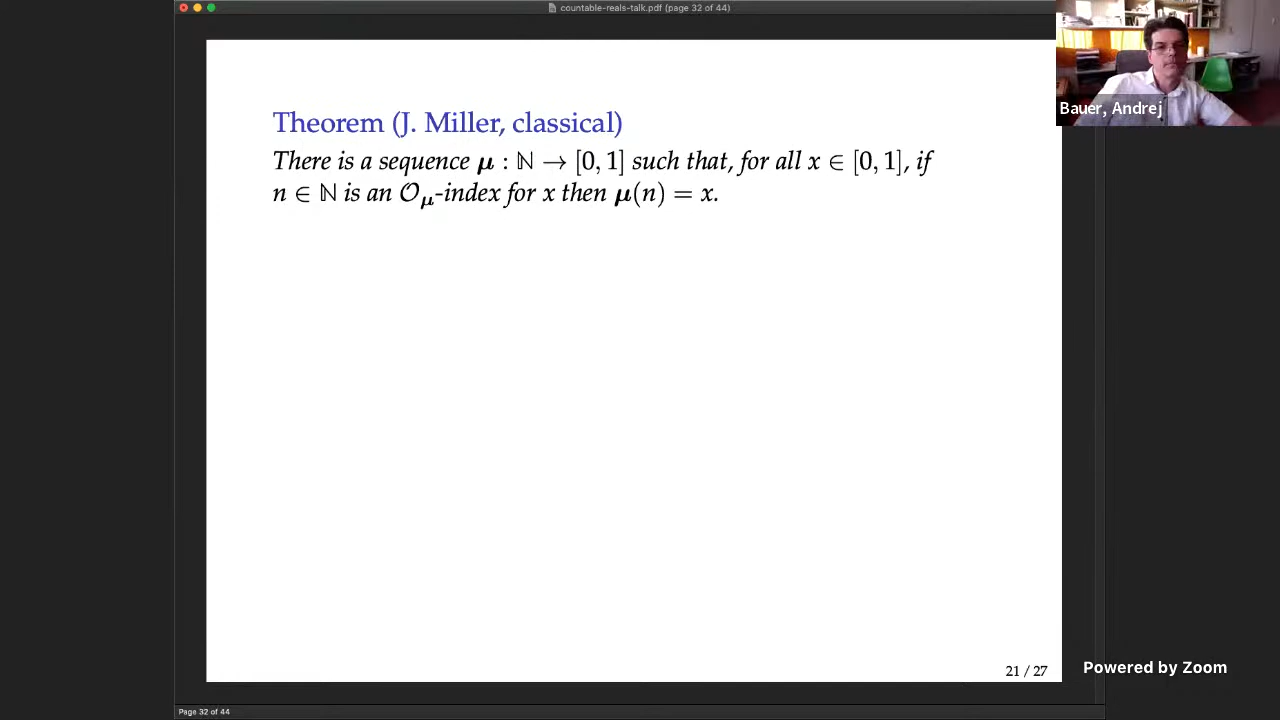 countable-reals-talk.pdf (page 32 of 44)
Bauer, Andrej
Theorem (J. Miller, classical)
There is a sequence μ : ℕ → [0, 1] such that, for all x ∈ [0, 1], if
n ∈ ℕ is an 𝒪_μ-index for x then μ(n) = x.
21 / 27
Powered by Zoom
Page 32 of 44